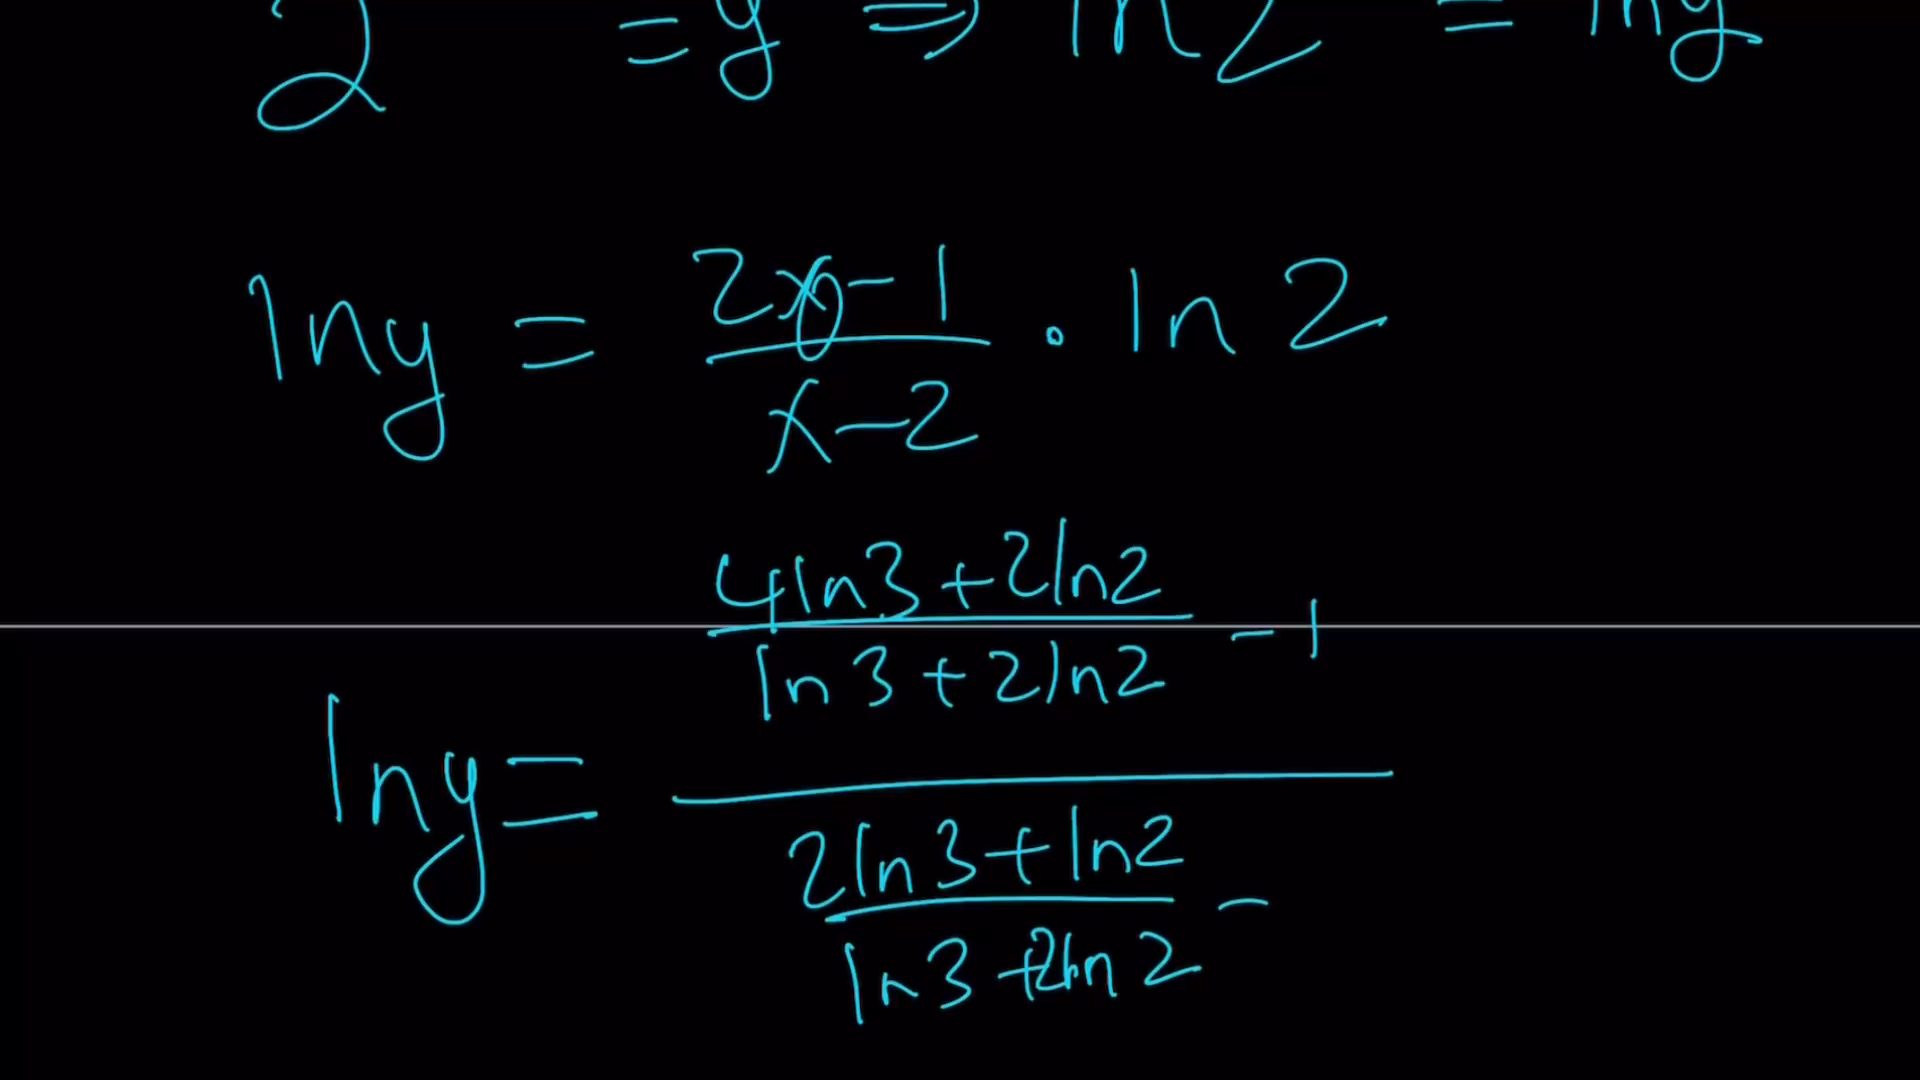 2 = y ⇒ ln 2 = ln y
ln y = (2x-1)/(x-2) · ln 2
(4ln3+2ln2)/(ln3+2ln2) - 1
ln y =
(2ln3+ln2)/(ln3+2ln2) -